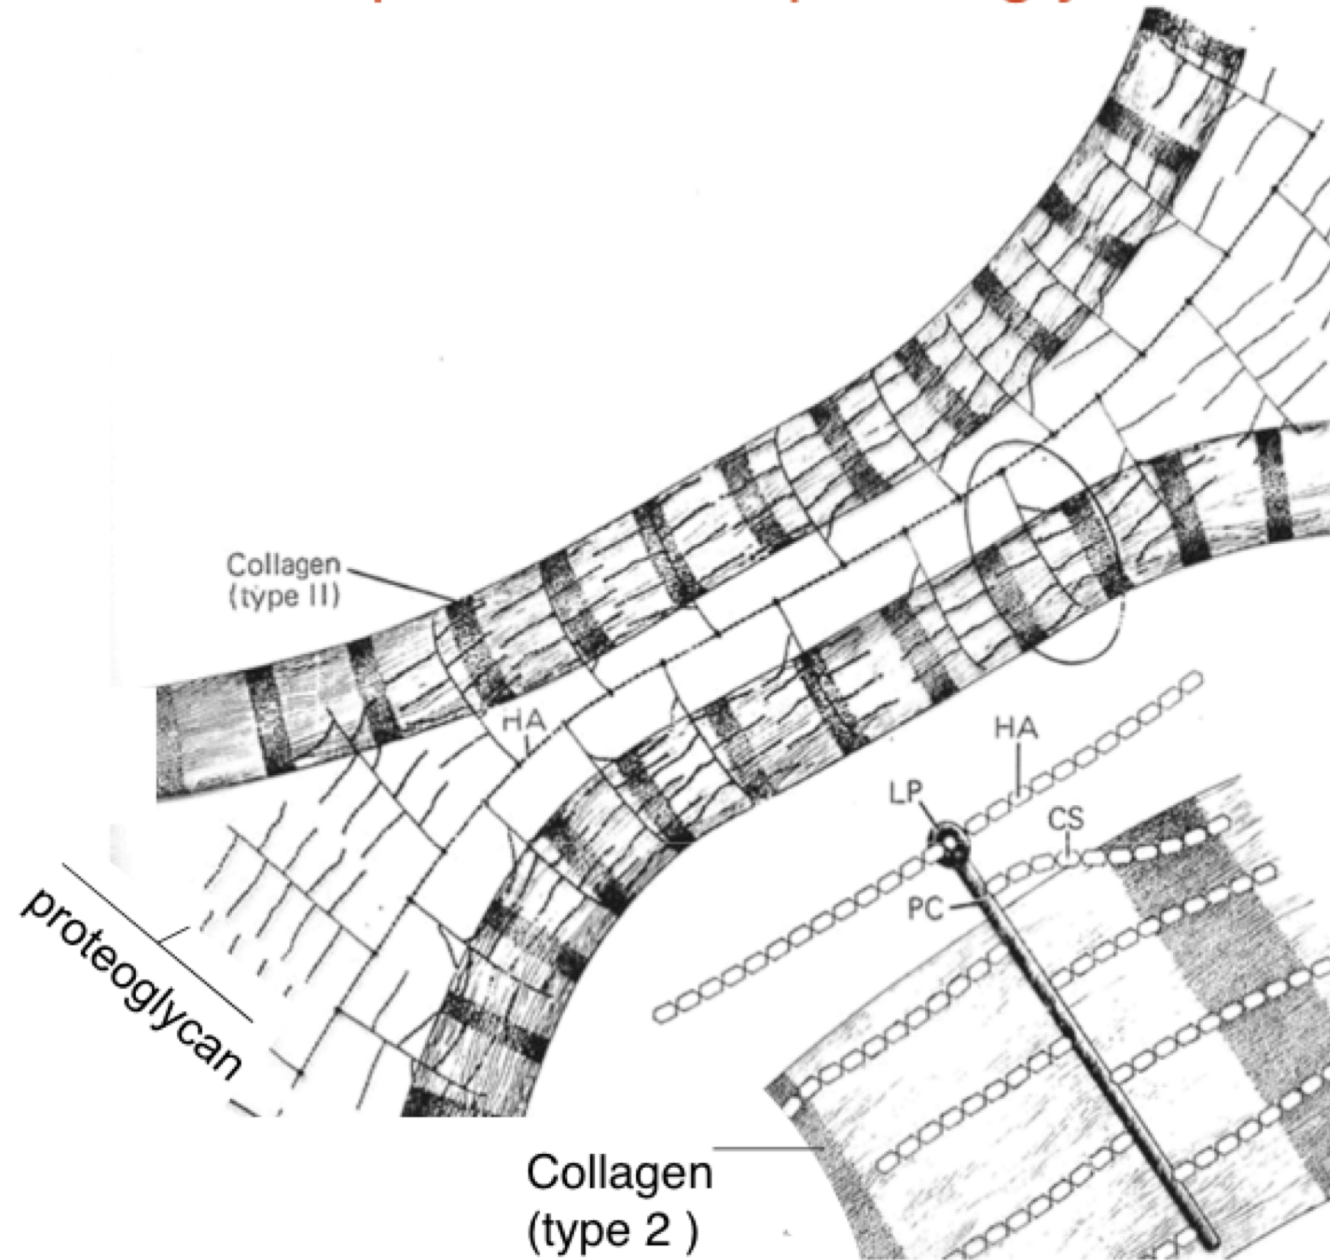 Collagen
(type II)
HA
HA
LP
CS
PC
proteoglycan
Collagen
(type 2 )